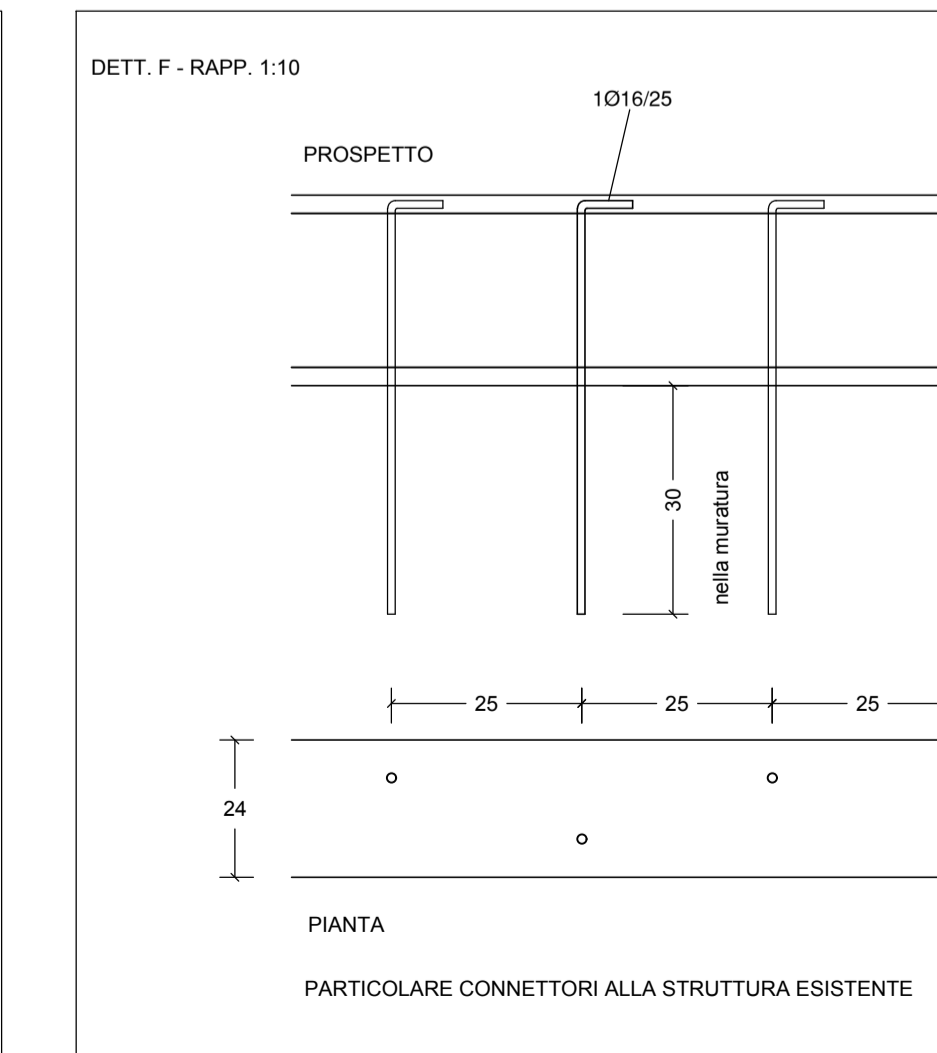 DETT. F - RAPP. 1:10
1Ø16/25
PROSPETTO
30
nella muratura
25
25
25
24
PIANTA
PARTICOLARE CONNETTORI ALLA STRUTTURA ESISTENTE